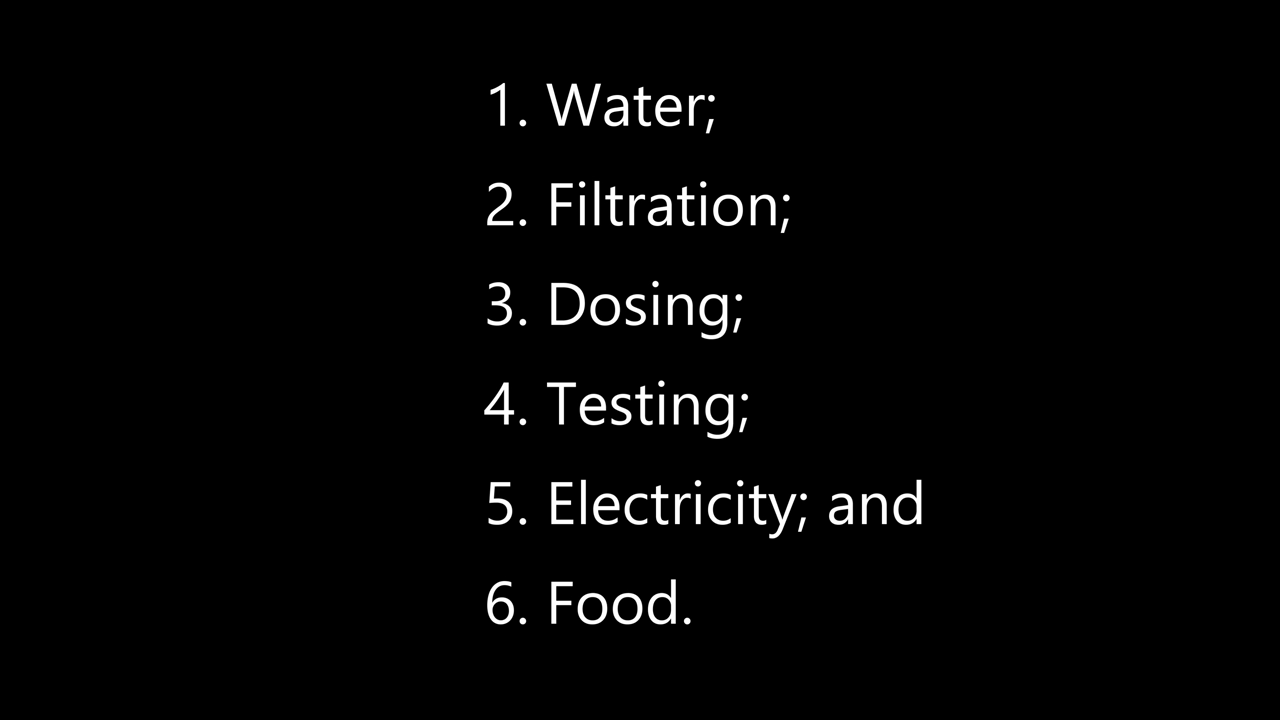 1. Water;
2. Filtration;
3. Dosing;
4. Testing;
5. Electricity; and
6. Food.